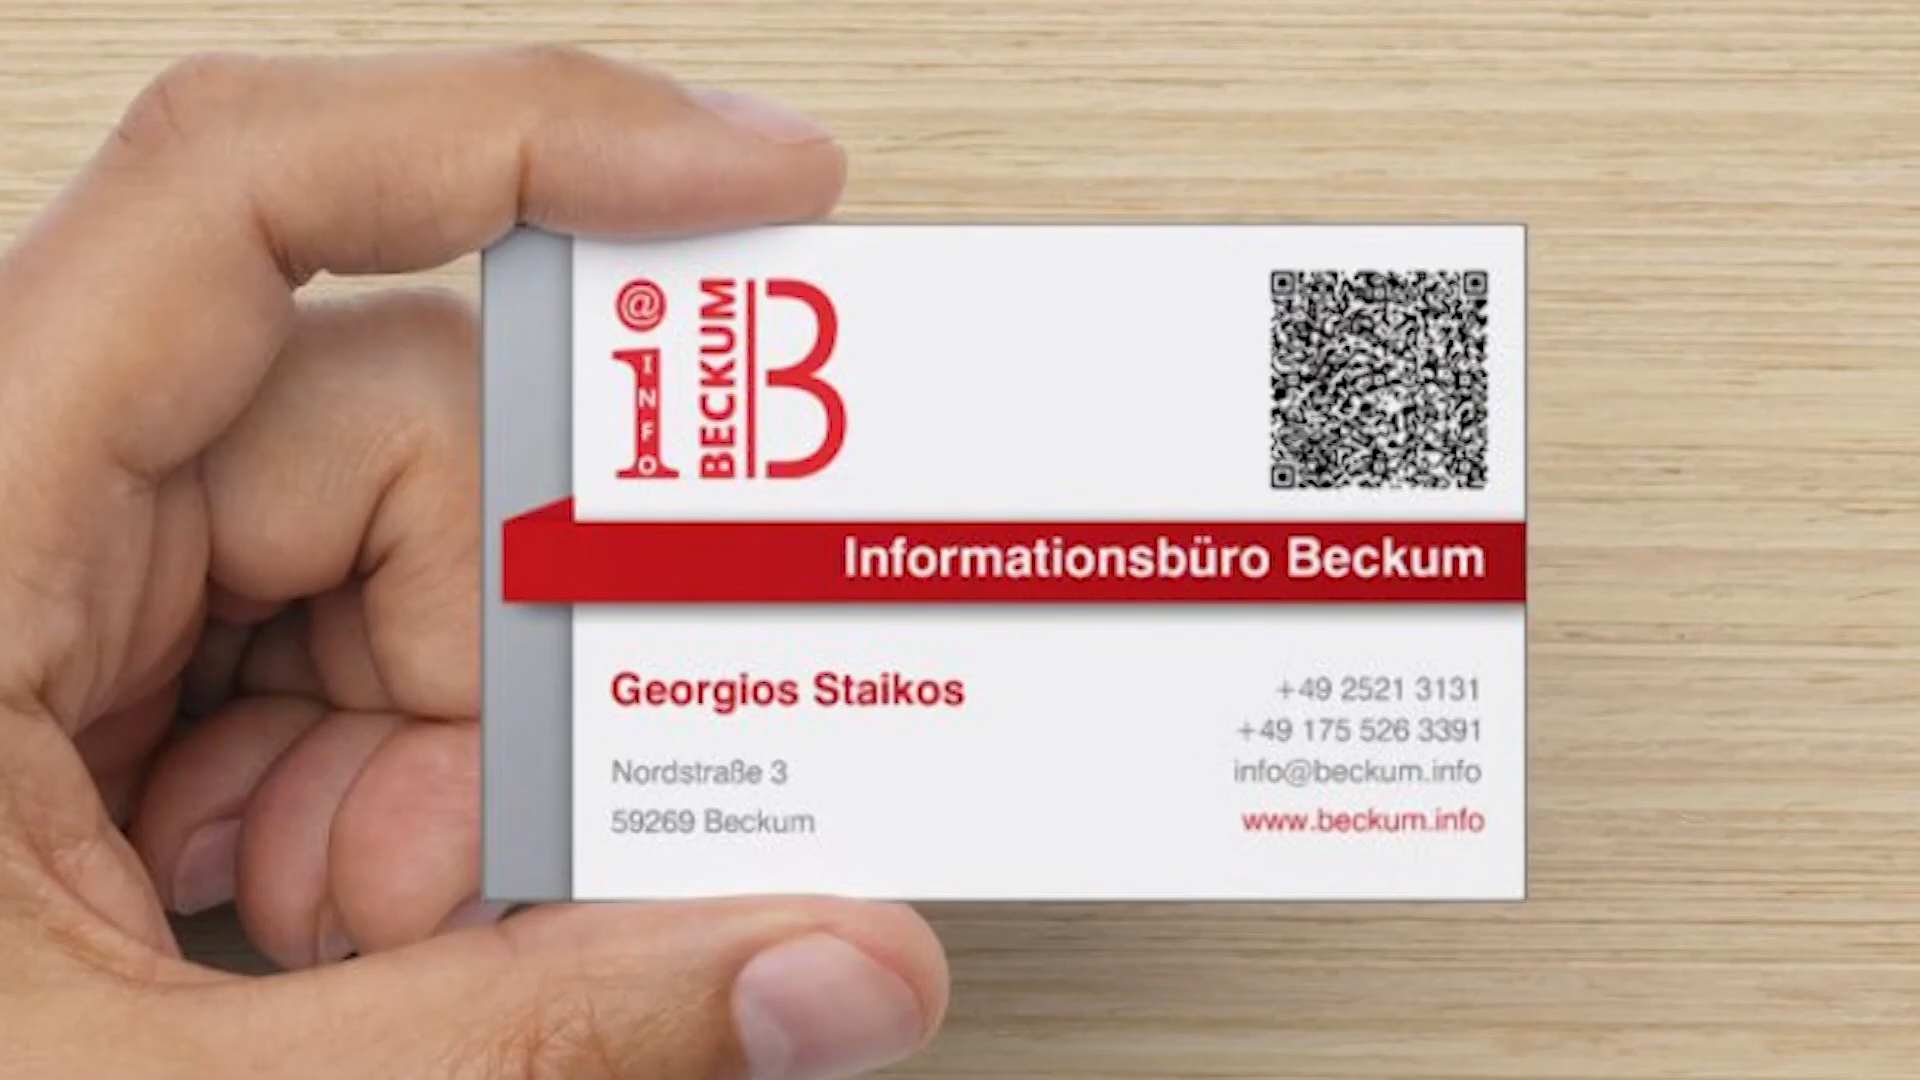 @
INFO
BECKUM
B
Informationsbüro Beckum
Georgios Staikos
Nordstraße 3
59269 Beckum
+49 2521 3131
+49 175 526 3391
info@beckum.info
www.beckum.info